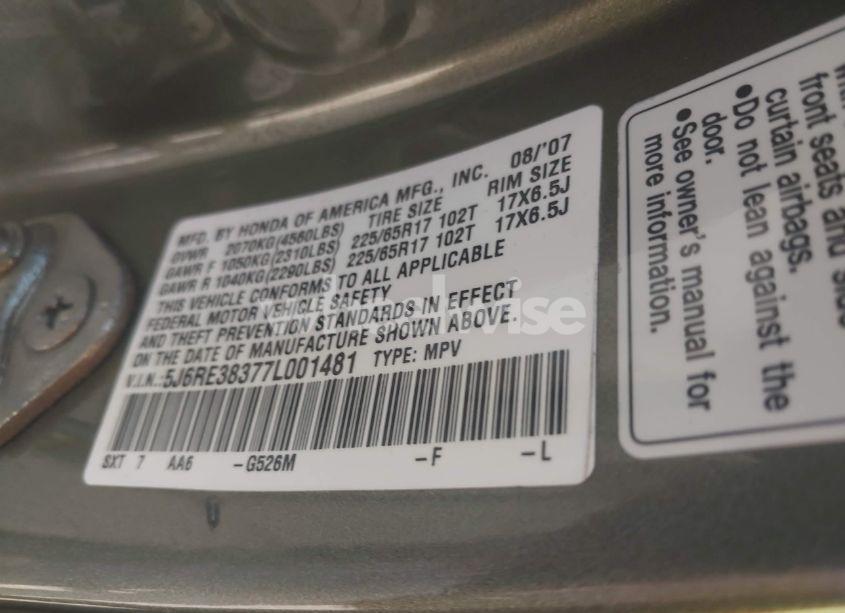 MFD. BY HONDA OF AMERICA MFG., INC. 08/'07
GVWR 2070KG(4560LBS) TIRE SIZE RIM SIZE
GAWR F 1050KG(2310LBS) 225/65R17 102T 17X6.5J
GAWR R 1040KG(2290LBS) 225/65R17 102T 17X6.5J
THIS VEHICLE CONFORMS TO ALL APPLICABLE
FEDERAL MOTOR VEHICLE SAFETY
AND THEFT PREVENTION STANDARDS IN EFFECT
ON THE DATE OF MANUFACTURE SHOWN ABOVE.
V.I.N.:5J6RE38377L001481 TYPE: MPV
SXT 7 AA6 -G526M -F -L
front seats and side
curtain airbags.
•Do not lean against the
door.
•See owner's manual for
more information.